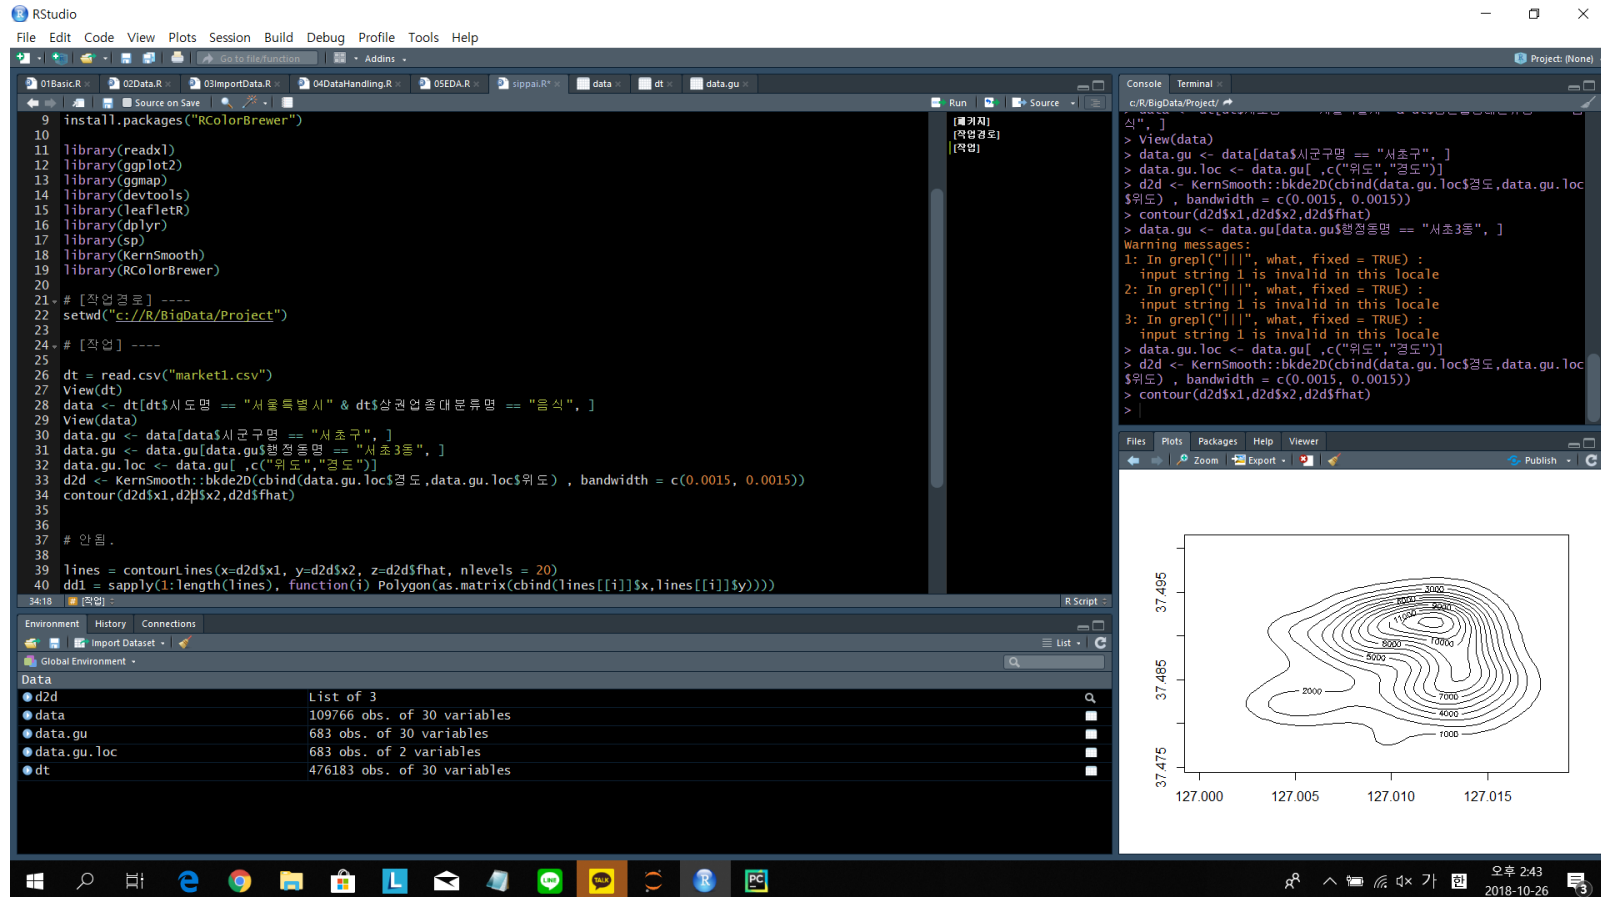 RStudio
File Edit Code View Plots Session Build Debug Profile Tools Help
Go to file/function Addins Project: (None)
01Basic.R 02Data.R 03ImportData.R 04DataHandling.R 05EDA.R sippai.R* data dt data.gu
Source on Save Run Source
9 install.packages("RColorBrewer")
10
11 library(readxl)
12 library(ggplot2)
13 library(ggmap)
14 library(devtools)
15 library(leafletR)
16 library(dplyr)
17 library(sp)
18 library(KernSmooth)
19 library(RColorBrewer)
20
21 # [작업경로] ----
22 setwd("c://R/BigData/Project")
23
24 # [작업] ----
25
26 dt = read.csv("market1.csv")
27 View(dt)
28 data <- dt[dt$시도명 == "서울특별시" & dt$상권업종대분류명 == "음식", ]
29 View(data)
30 data.gu <- data[data$시군구명 == "서초구", ]
31 data.gu <- data.gu[data.gu$행정동명 == "서초3동", ]
32 data.gu.loc <- data.gu[ ,c("위도","경도")]
33 d2d <- KernSmooth::bkde2D(cbind(data.gu.loc$경도,data.gu.loc$위도) , bandwidth = c(0.0015, 0.0015))
34 contour(d2d$x1,d2d$x2,d2d$fhat)
35
36
37 # 안됨.
38
39 lines = contourLines(x=d2d$x1, y=d2d$x2, z=d2d$fhat, nlevels = 20)
40 dd1 = sapply(1:length(lines), function(i) Polygon(as.matrix(cbind(lines[[i]]$x,lines[[i]]$y))))
34:18 [작업] R Script
[패키지]
[작업경로]
[작업]
Console Terminal
c:/R/BigData/Project/
식", ]
> View(data)
> data.gu <- data[data$시군구명 == "서초구", ]
> data.gu.loc <- data.gu[ ,c("위도","경도")]
> d2d <- KernSmooth::bkde2D(cbind(data.gu.loc$경도,data.gu.loc
$위도) , bandwidth = c(0.0015, 0.0015))
> contour(d2d$x1,d2d$x2,d2d$fhat)
> data.gu <- data.gu[data.gu$행정동명 == "서초3동", ]
Warning messages:
1: In grepl("|||", what, fixed = TRUE) :
input string 1 is invalid in this locale
2: In grepl("|||", what, fixed = TRUE) :
input string 1 is invalid in this locale
3: In grepl("|||", what, fixed = TRUE) :
input string 1 is invalid in this locale
> data.gu.loc <- data.gu[ ,c("위도","경도")]
> d2d <- KernSmooth::bkde2D(cbind(data.gu.loc$경도,data.gu.loc
$위도) , bandwidth = c(0.0015, 0.0015))
> contour(d2d$x1,d2d$x2,d2d$fhat)
>
Environment History Connections
Import Dataset List
Global Environment
Data
d2d List of 3
data 109766 obs. of 30 variables
data.gu 683 obs. of 30 variables
data.gu.loc 683 obs. of 2 variables
dt 476183 obs. of 30 variables
Files Plots Packages Help Viewer
Zoom Export Publish
37.495
37.485
37.475
3000
9000
11000
10000
5000
2000
7000
4000
1000
127.000 127.005 127.010 127.015
L TALK LINE R PC
가 한 오후 2:43
2018-10-26
3